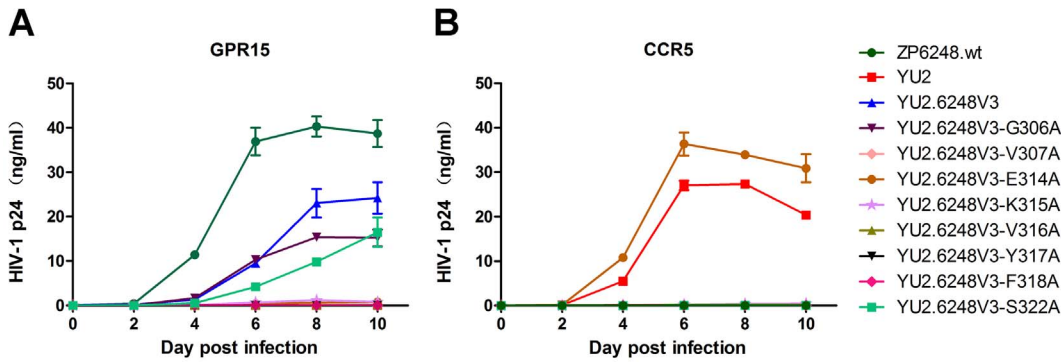 A
GPR15
HIV-1 p24 （ng/ml）
50
40
30
20
10
0
0 2 4 6 8 10
Day post infection
B
CCR5
HIV-1 p24 （ng/ml）
50
40
30
20
10
0
0 2 4 6 8 10
Day post infection
ZP6248.wt
YU2
YU2.6248V3
YU2.6248V3-G306A
YU2.6248V3-V307A
YU2.6248V3-E314A
YU2.6248V3-K315A
YU2.6248V3-V316A
YU2.6248V3-Y317A
YU2.6248V3-F318A
YU2.6248V3-S322A